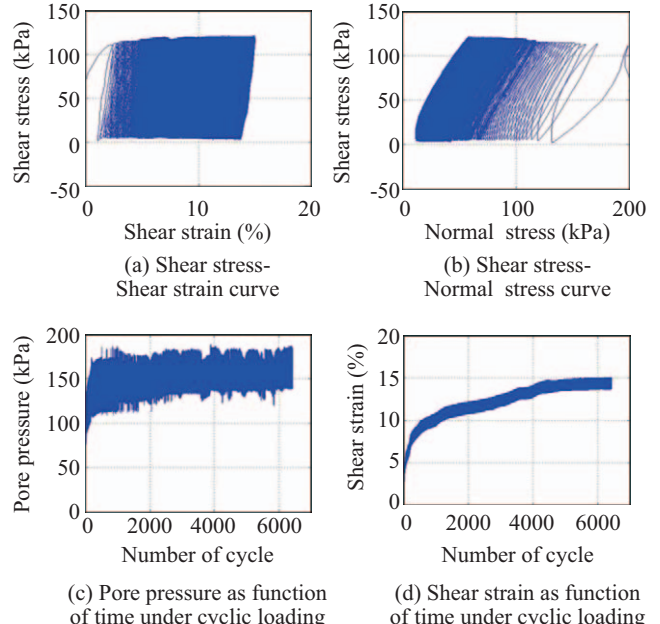 150
100
50
0
-50
Shear stress (kPa)
0
10
20
Shear strain (%)
(a) Shear stress-
Shear strain curve
150
100
50
0
-50
Shear stress (kPa)
0
100
200
Normal stress (kPa)
(b) Shear stress-
Normal stress curve
200
150
100
50
0
Pore pressure (kPa)
0
2000
4000
6000
Number of cycle
(c) Pore pressure as function
of time under cyclic loading
20
15
10
5
0
Shear strain (%)
0
2000
4000
6000
Number of cycle
(d) Shear strain as function
of time under cyclic loading